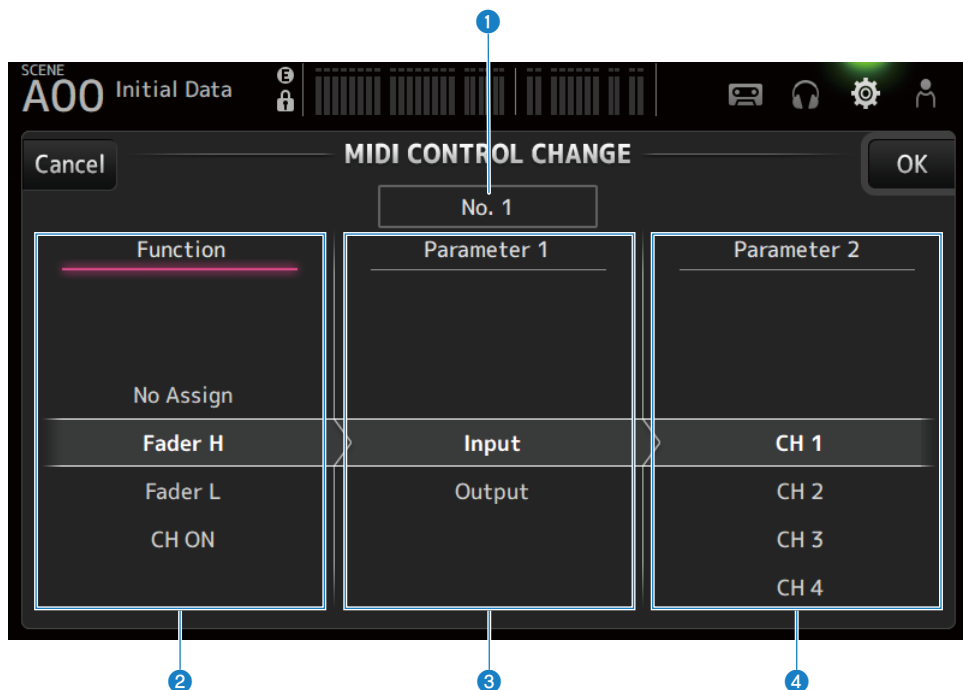 1
SCENE
A00 Initial Data E
Cancel MIDI CONTROL CHANGE OK
No. 1
Function Parameter 1 Parameter 2
No Assign
Fader H Input CH 1
Fader L Output CH 2
CH ON CH 3
CH 4
2 3 4